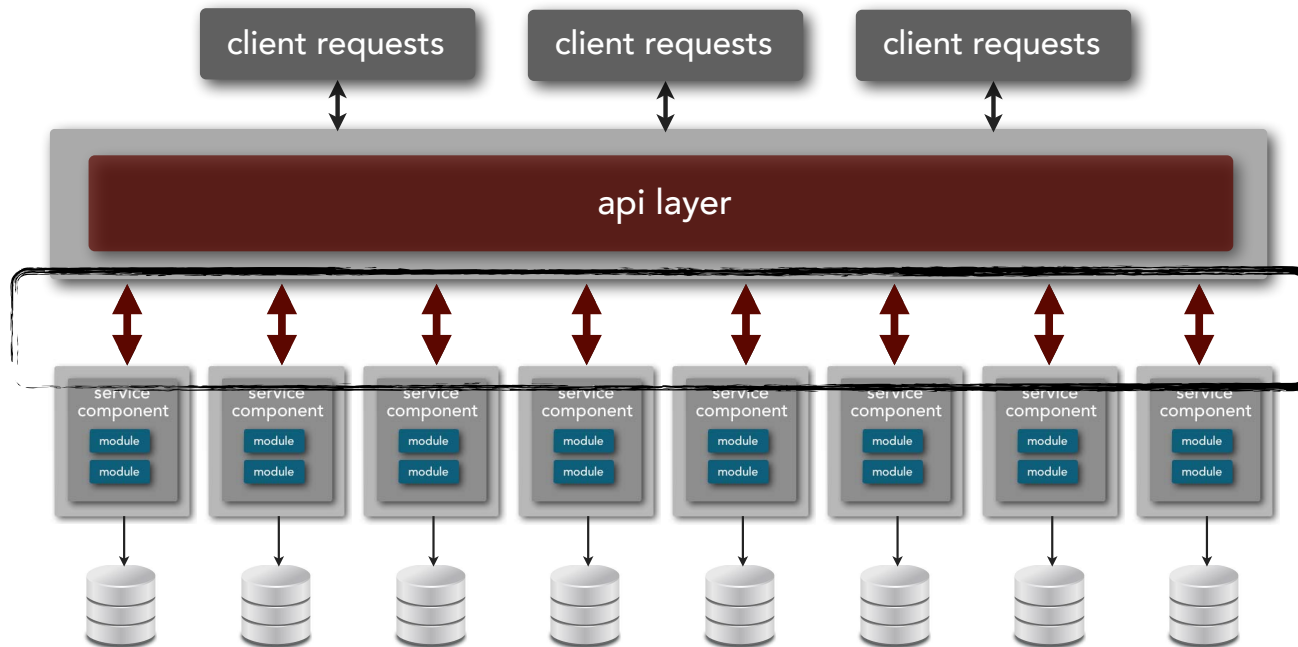 client requests
client requests
client requests
api layer
service
component
module
module
service
component
module
module
service
component
module
module
service
component
module
module
service
component
module
module
service
component
module
module
service
component
module
module
service
component
module
module